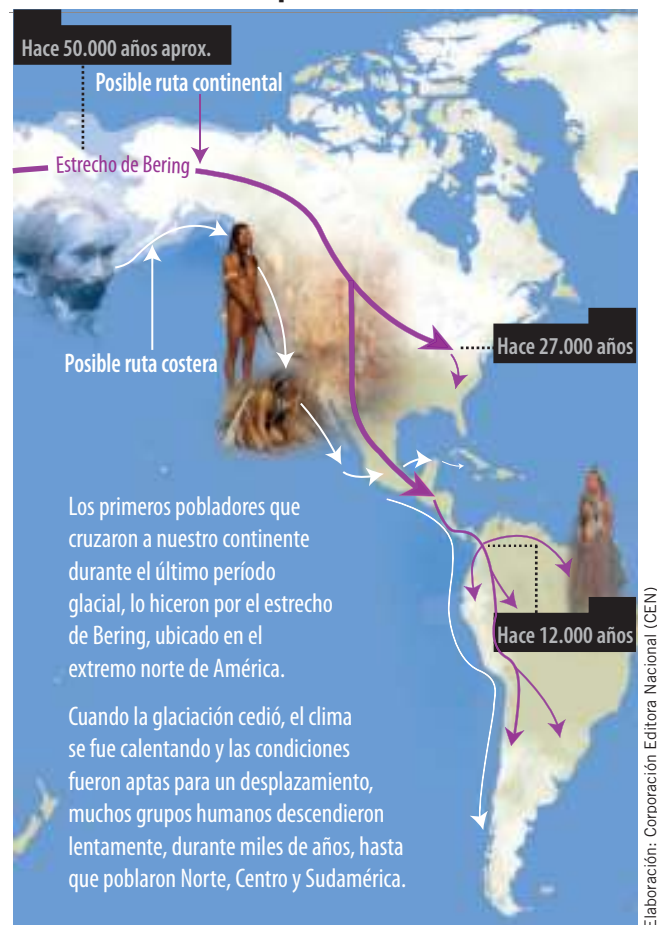 Hace 50.000 años aprox.
Posible ruta continental
Estrecho de Bering
Posible ruta costera
Hace 27.000 años
Los primeros pobladores que
cruzaron a nuestro continente
durante el último período
glacial, lo hicieron por el estrecho
de Bering, ubicado en el
extremo norte de América.
Hace 12.000 años
Cuando la glaciación cedió, el clima
se fue calentando y las condiciones
fueron aptas para un desplazamiento,
muchos grupos humanos descendieron
lentamente, durante miles de años, hasta
que poblaron Norte, Centro y Sudamérica.
Elaboración: Corporación Editora Nacional (CEN)